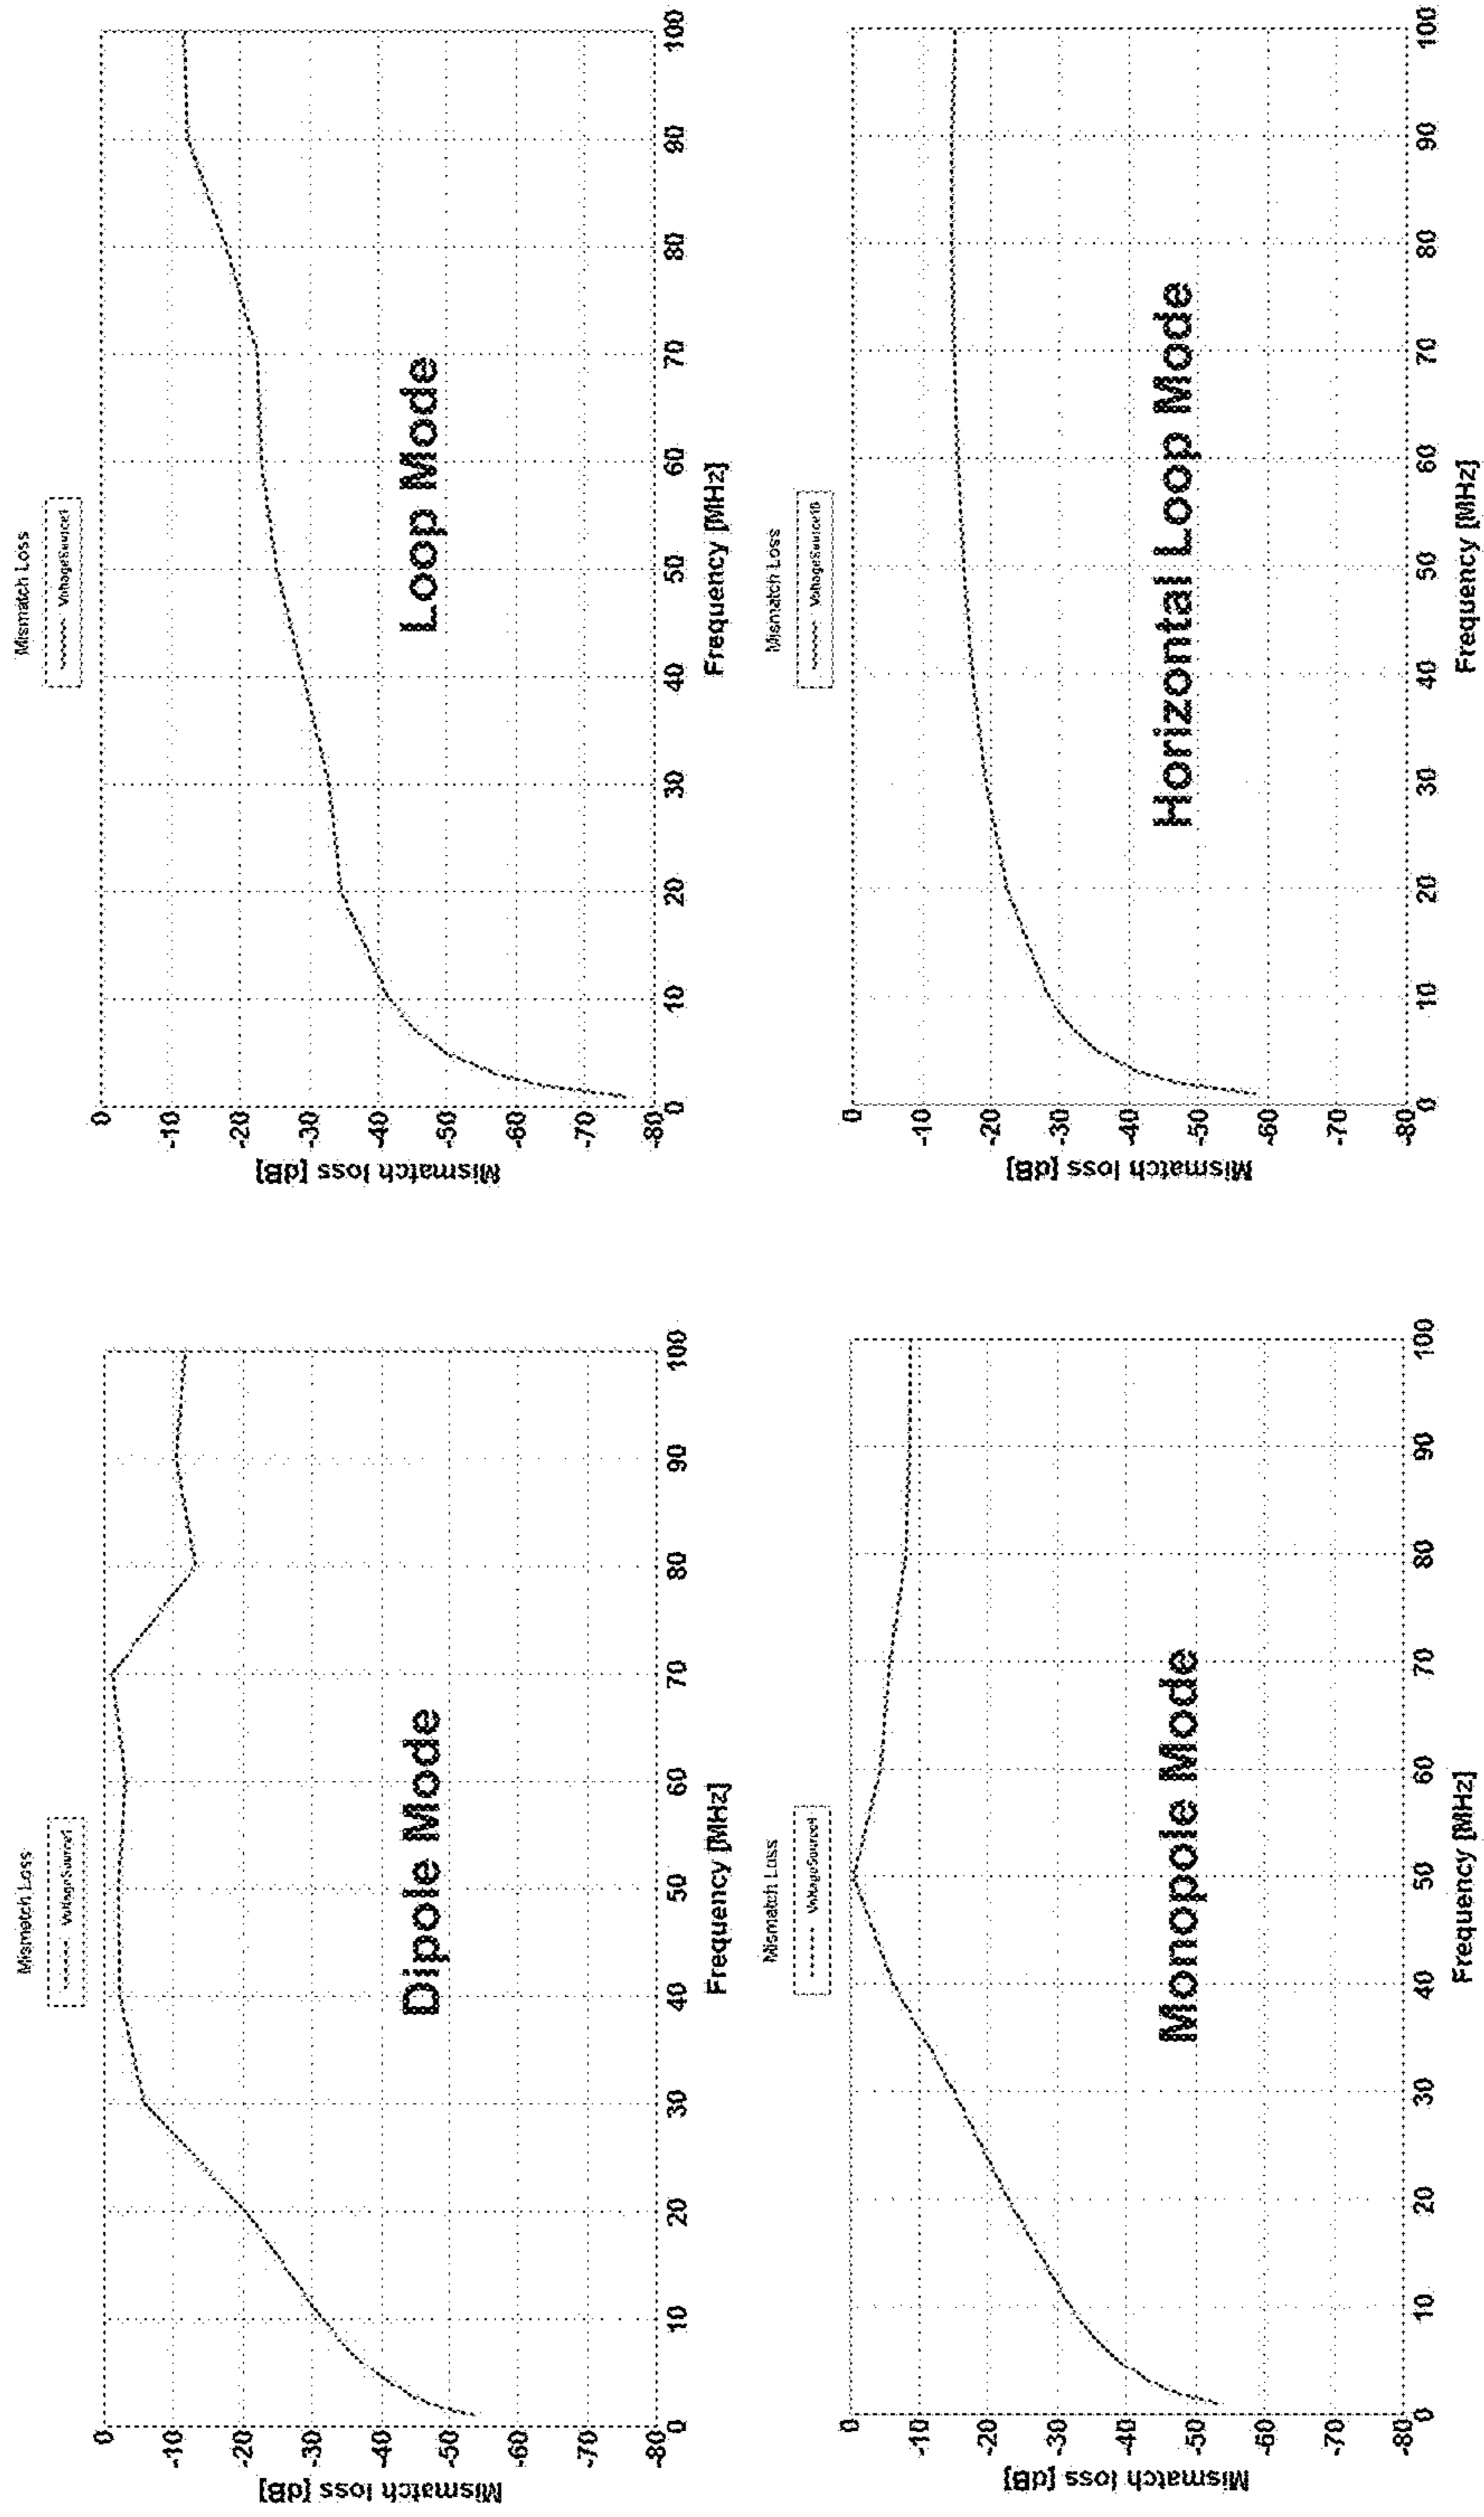 Mismatch Loss
VoltageSource1
Mismatch loss [dB]
0
-10
-20
-30
-40
-50
-60
-70
-80
0 10 20 30 40 50 60 70 80 90 100
Frequency [MHz]
Dipole Mode
Mismatch Loss
VoltageSource1
Mismatch loss [dB]
0
-10
-20
-30
-40
-50
-60
-70
-80
0 10 20 30 40 50 60 70 80 90 100
Frequency [MHz]
Loop Mode
Mismatch Loss
Mismatch loss [dB]
0
-10
-20
-30
-40
-50
-60
-70
-80
0 10 20 30 40 50 60 70 80 90 100
Frequency [MHz]
Monopole Mode
Mismatch Loss
Mismatch loss [dB]
0
-10
-20
-30
-40
-50
-60
-70
-80
0 10 20 30 40 50 60 70 80 90 100
Frequency [MHz]
Horizontal Loop Mode